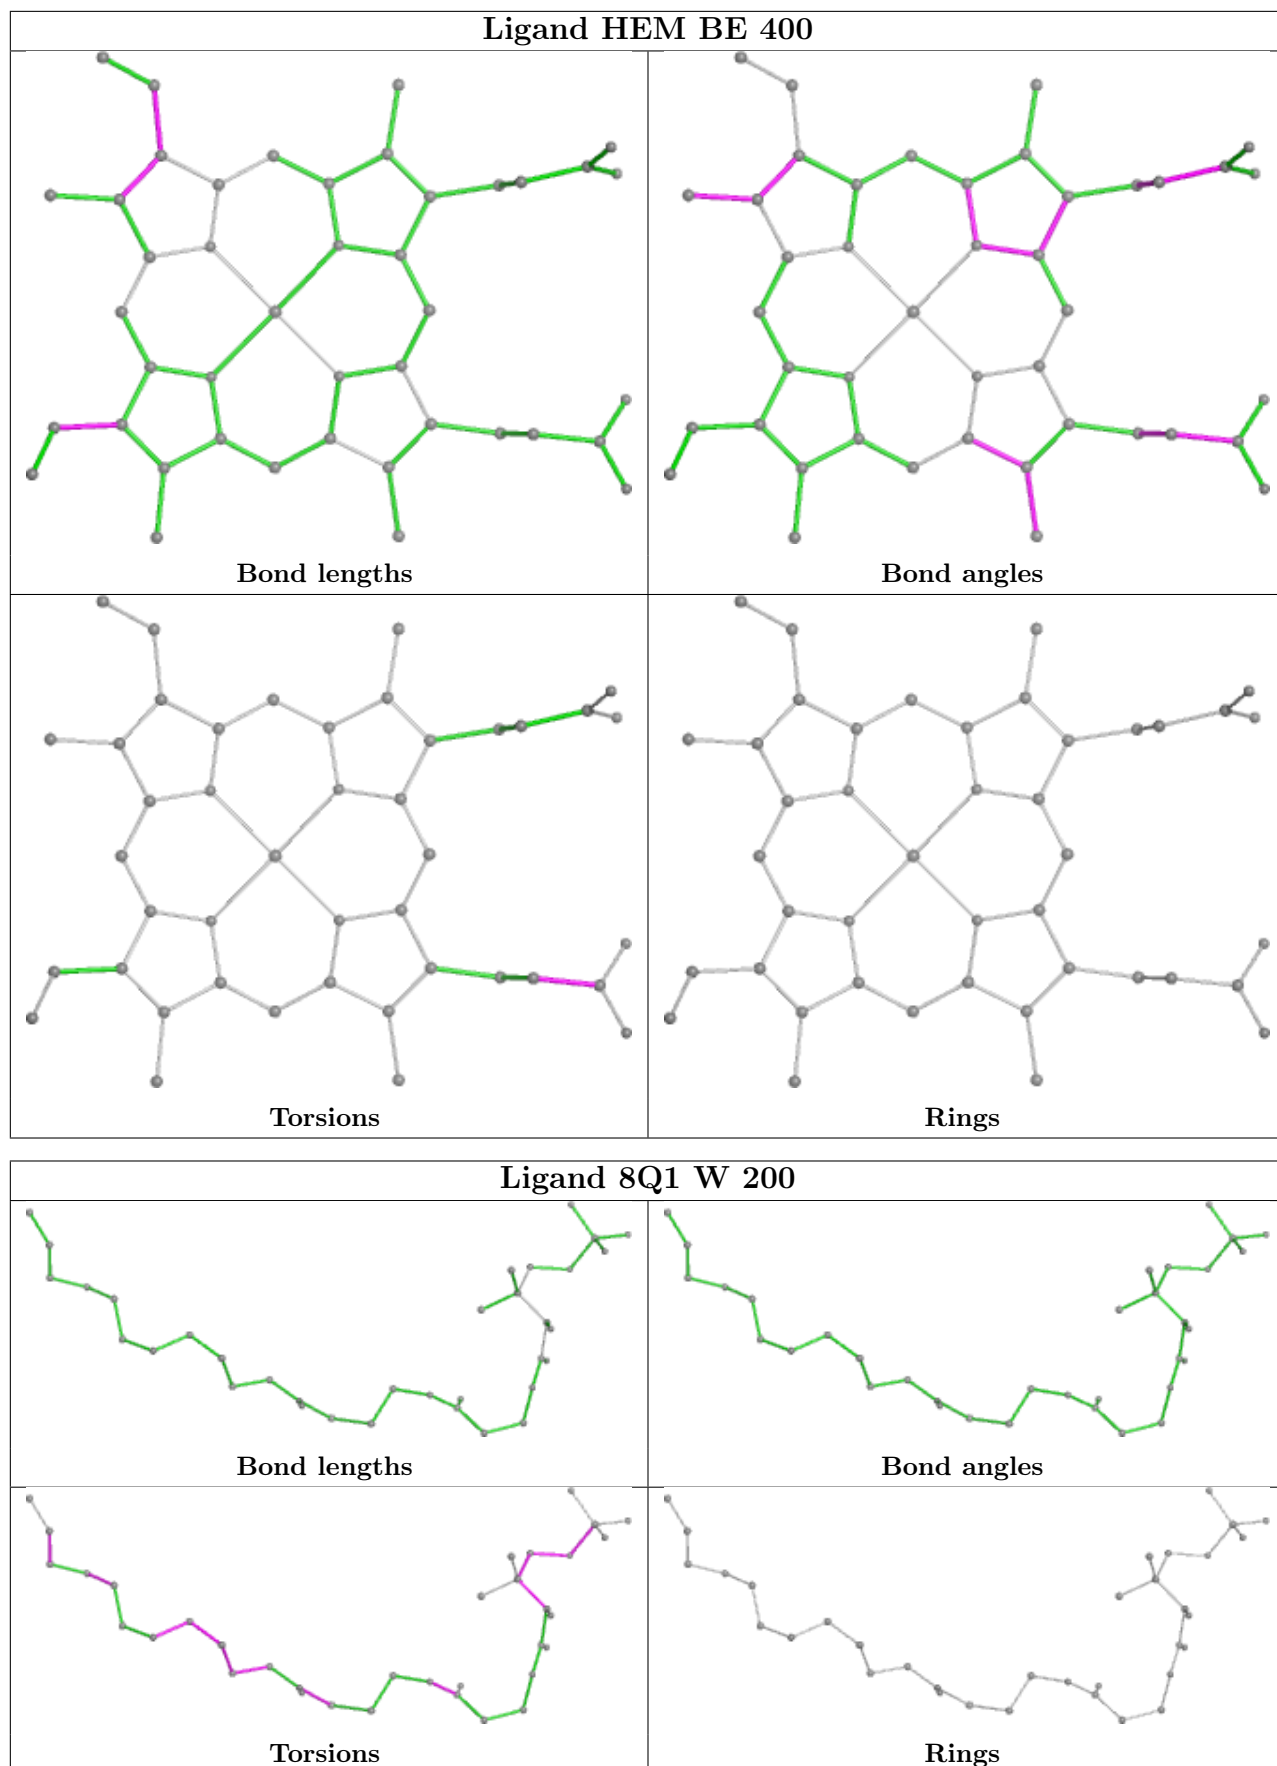 Ligand HEM BE 400
Bond lengths
Bond angles
Torsions
Rings
Ligand 8Q1 W 200
Bond lengths
Bond angles
Torsions
Rings